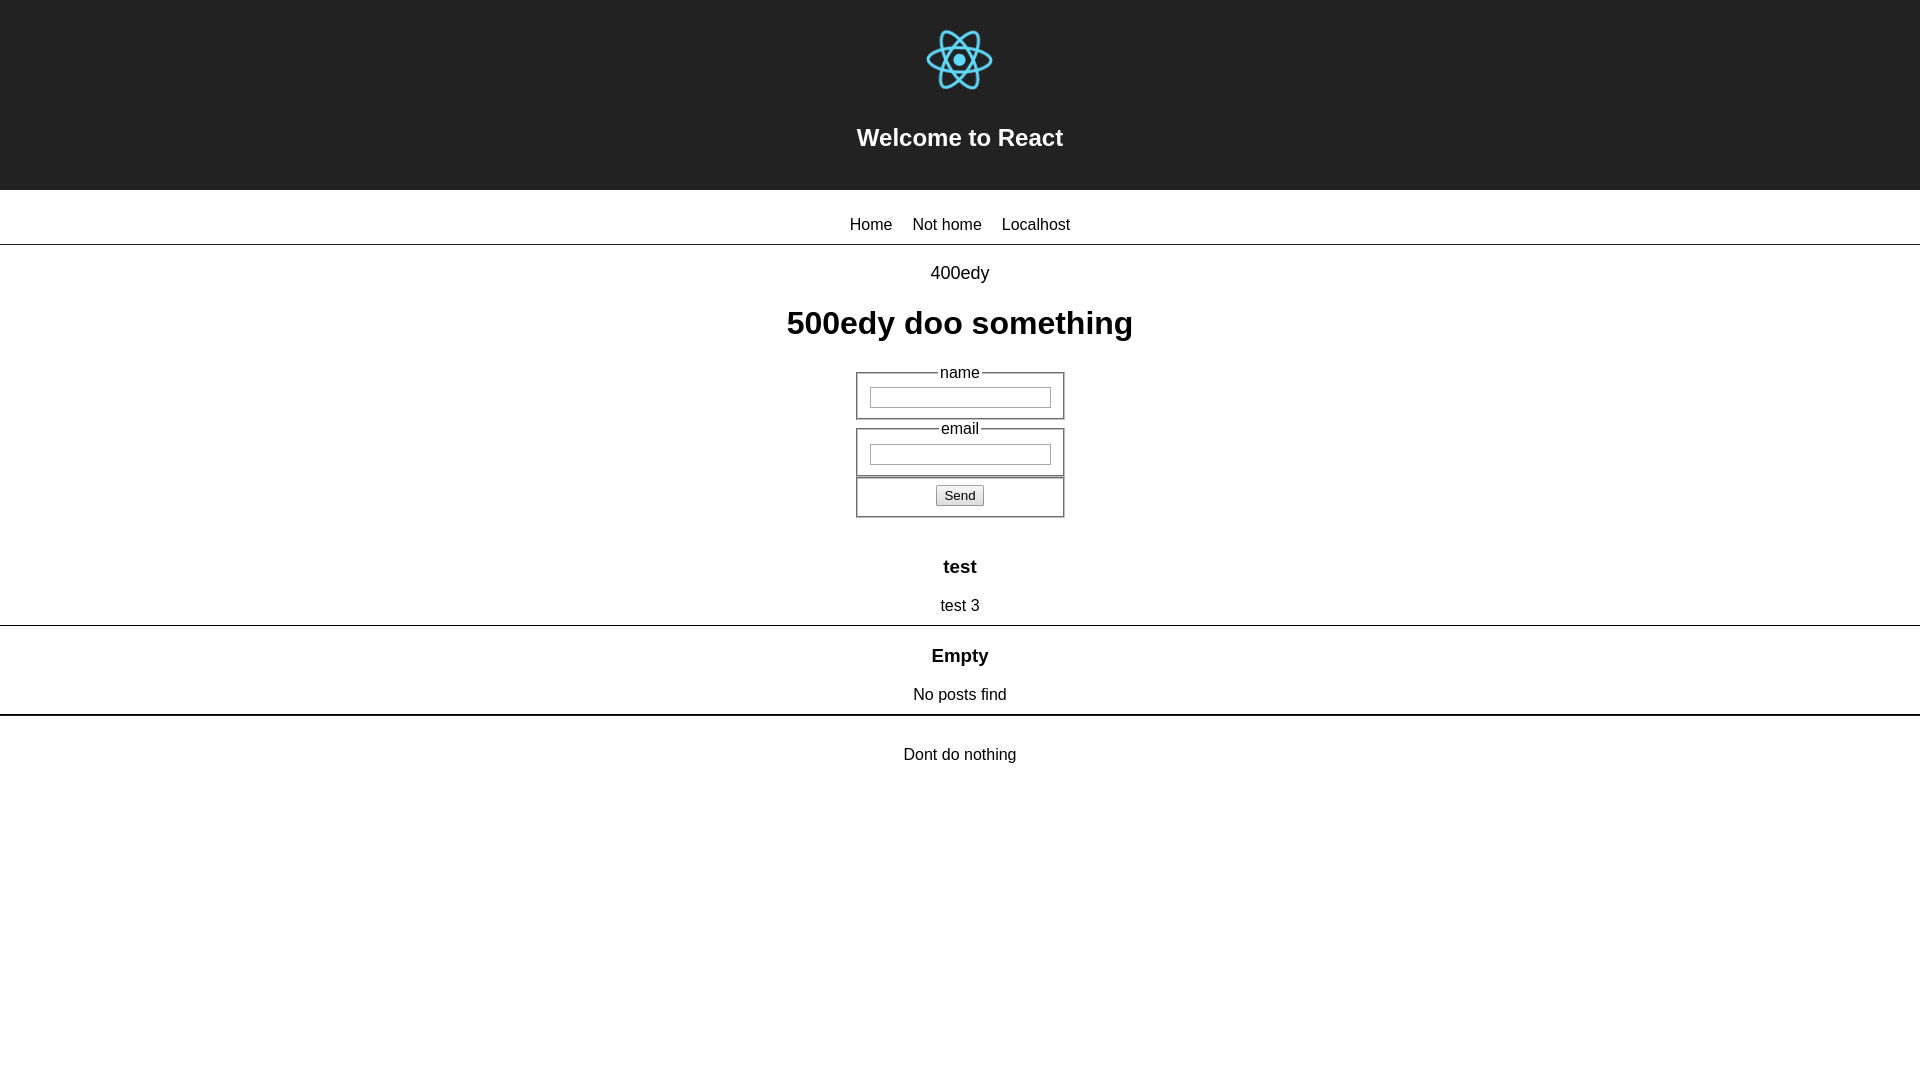 Welcome to React
Home Not home Localhost
400edy
500edy doo something
name
email
Send
test
test 3
Empty
No posts find
Dont do nothing